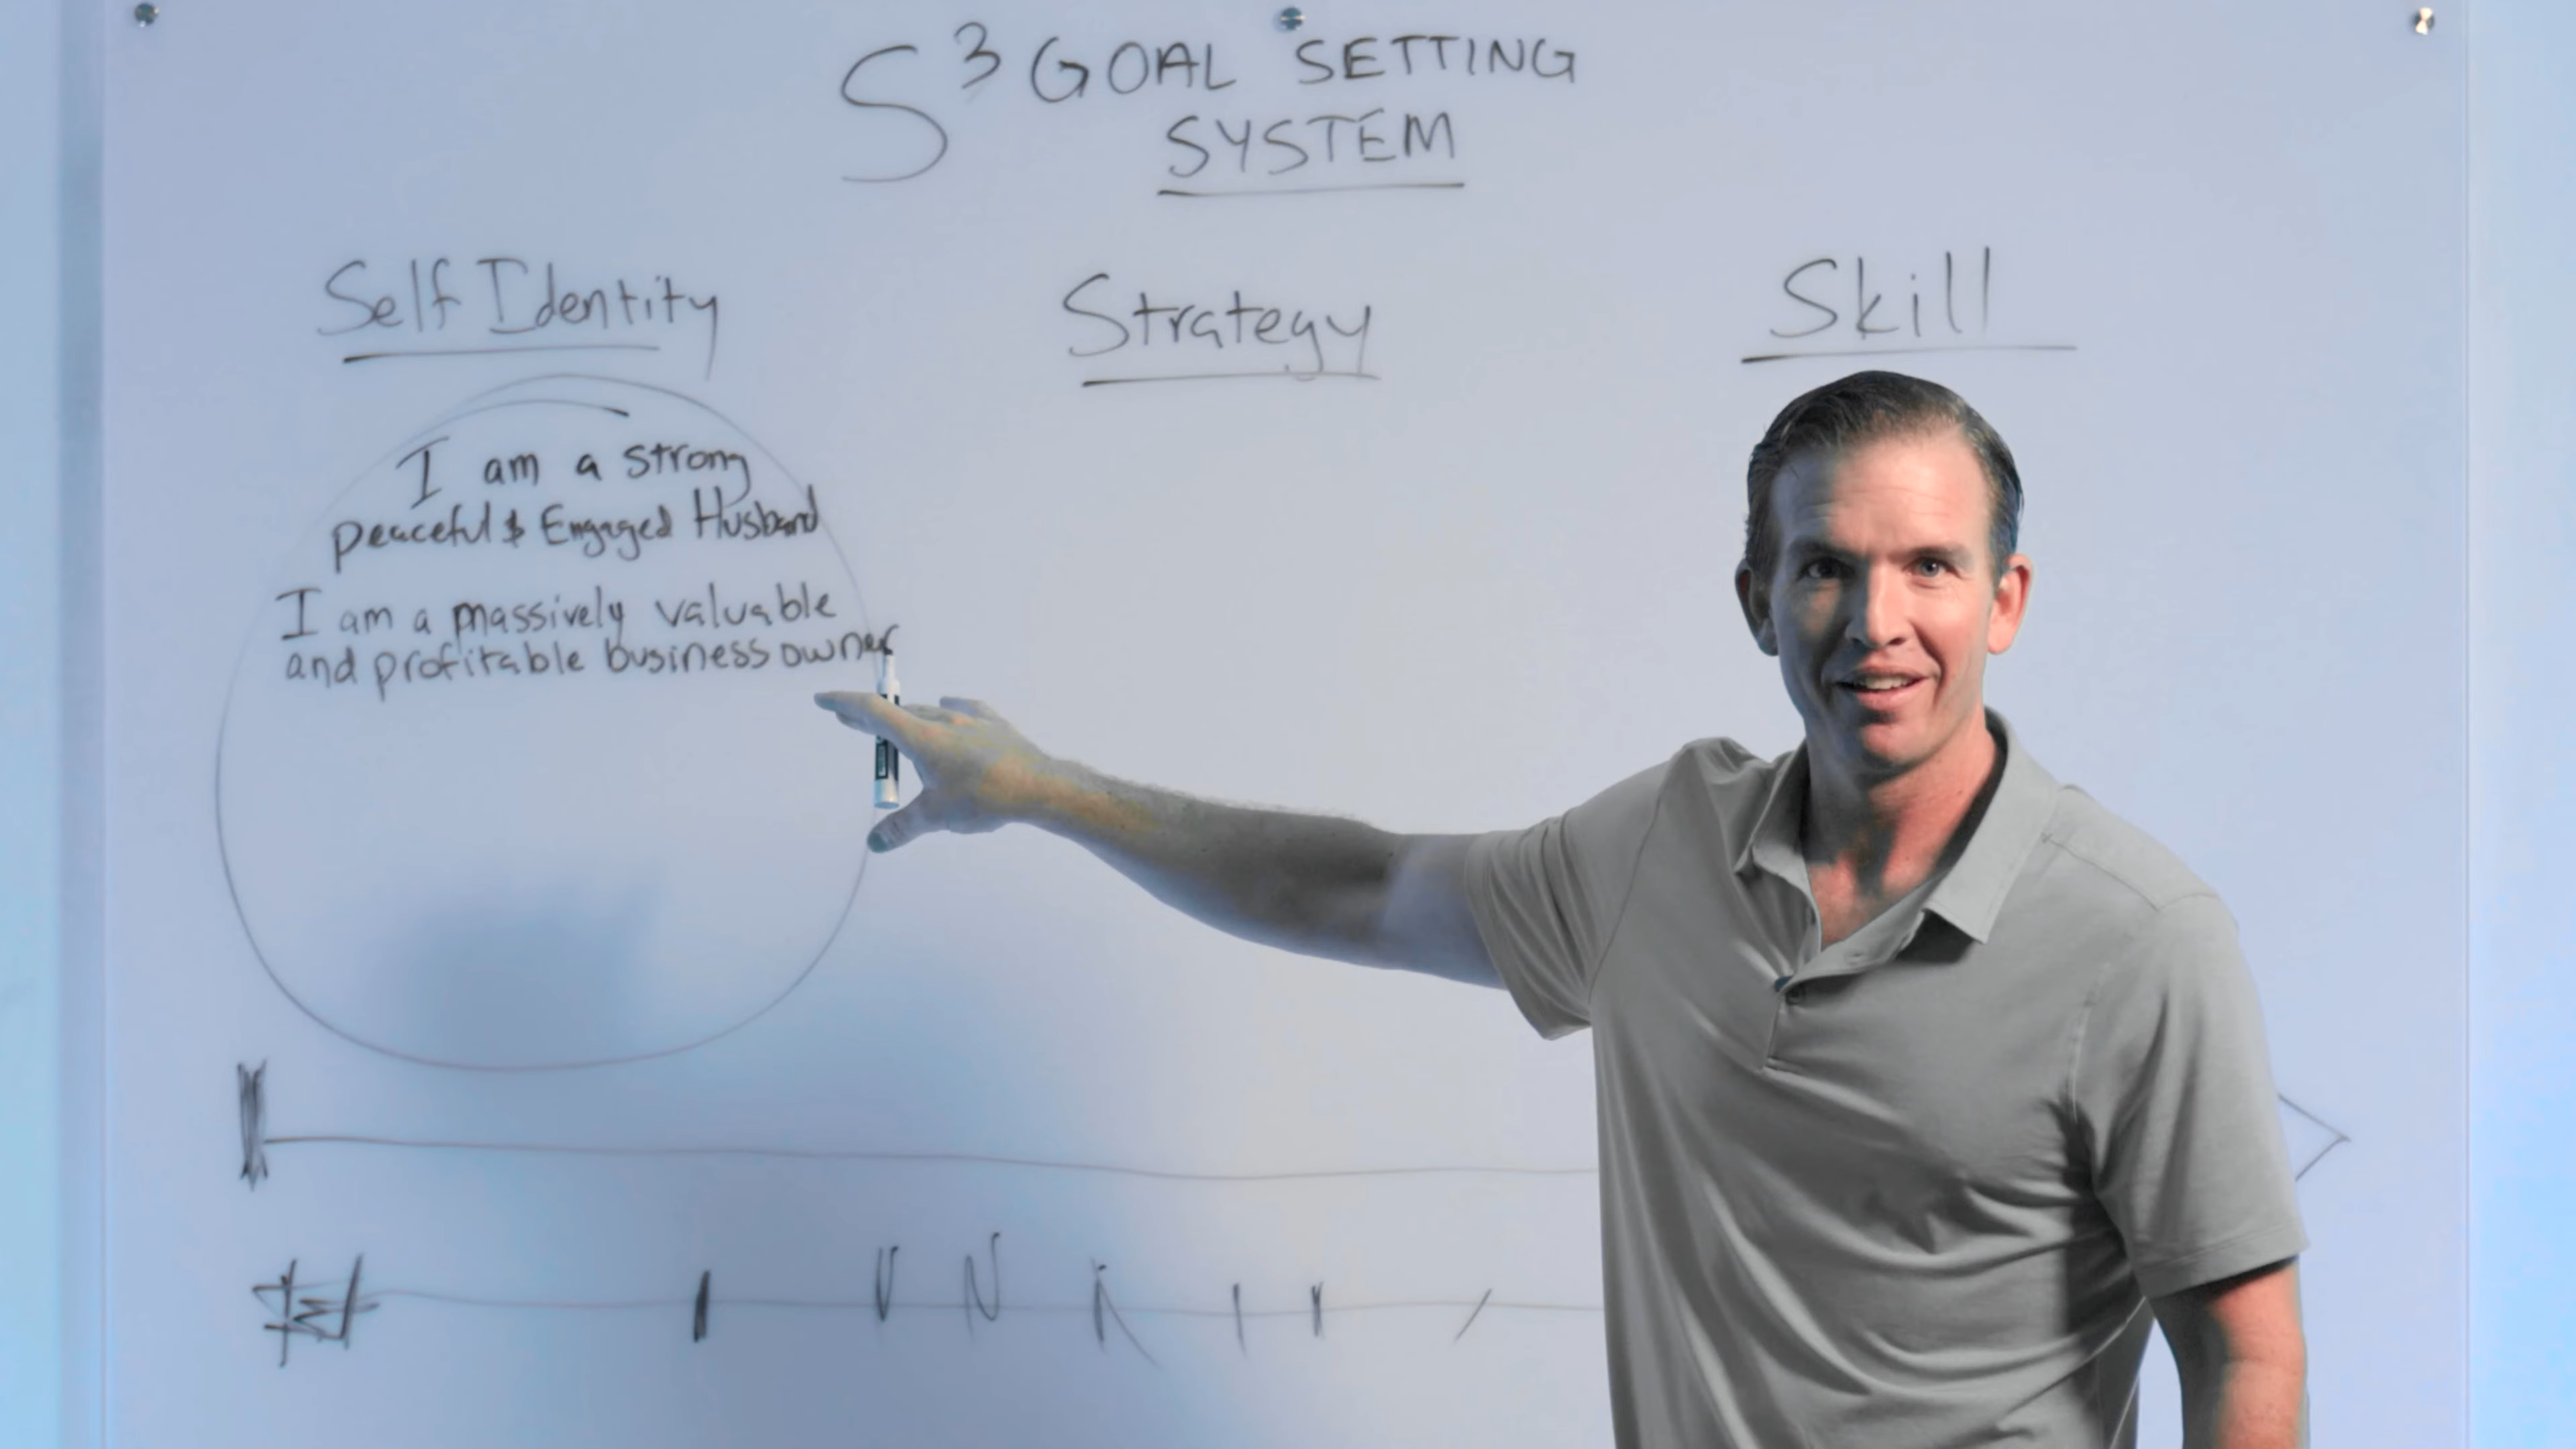 S³ GOAL SETTING
SYSTEM
Self Identity
Strategy
Skill
I am a strong
peaceful & Engaged Husband
I am a massively valuable
and profitable business owner